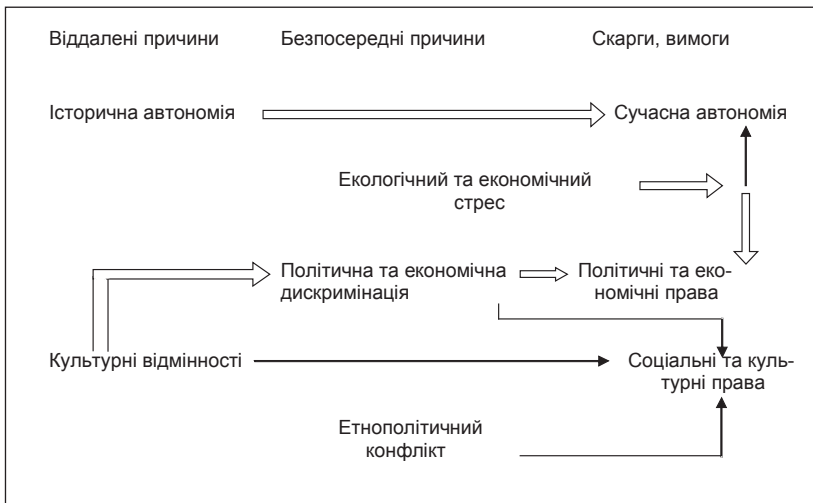 Віддалені причини Безпосередні причини Скарги, вимоги
Історична автономія Сучасна автономія
Екологічний та економічний
стрес
Політична та економічна Політичні та еко-
дискримінація номічні права
Культурні відмінності Соціальні та куль-
турні права
Етнополітичний
конфлікт